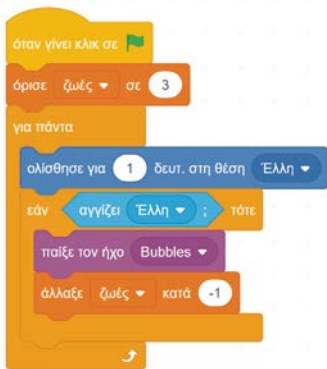 όταν γίνει κλικ σε
όρισε ζωές σε 3
για πάντα
ολίσθησε για 1 δευτ. στη θέση Έλλη
εάν αγγίζει Έλλη ; τότε
παίξε τον ήχο Bubbles
άλλαξε ζωές κατά -1